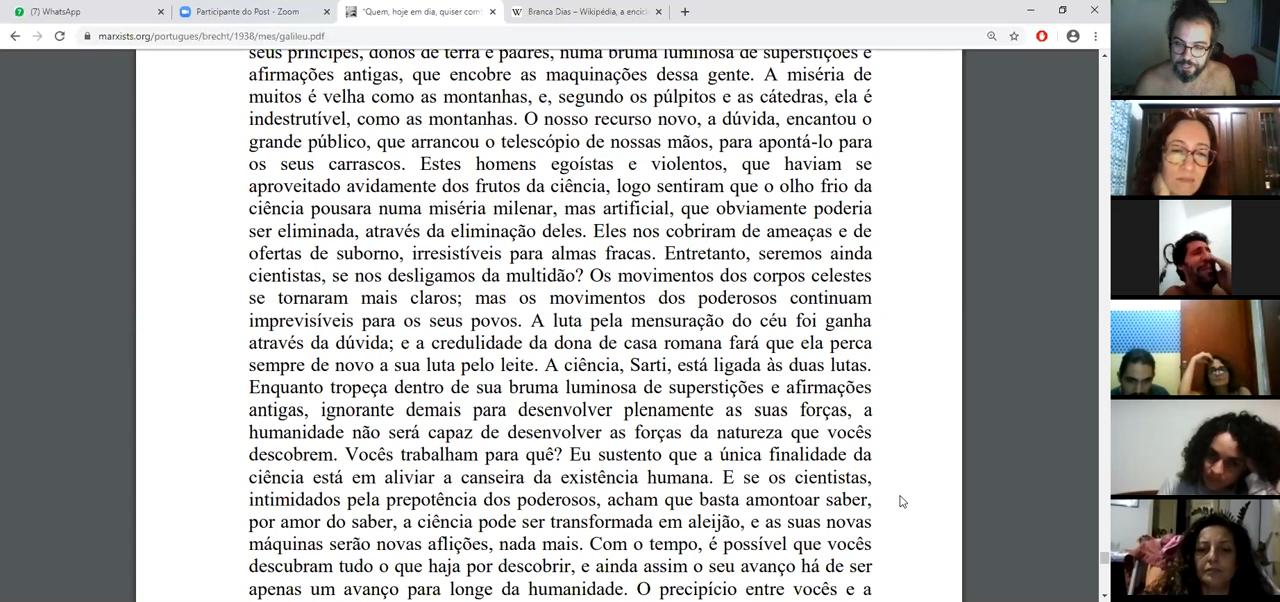 (7) WhatsApp
Participante do Post - Zoom
"Quem, hoje em dia, quiser com
Branca Dias – Wikipédia, a encicl
marxists.org/portugues/brecht/1938/mes/galileu.pdf
seus príncipes, donos de terra e padres, numa bruma luminosa de superstições e
afirmações antigas, que encobre as maquinações dessa gente. A miséria de
muitos é velha como as montanhas, e, segundo os púlpitos e as cátedras, ela é
indestrutível, como as montanhas. O nosso recurso novo, a dúvida, encantou o
grande público, que arrancou o telescópio de nossas mãos, para apontá-lo para
os seus carrascos. Estes homens egoístas e violentos, que haviam se
aproveitado avidamente dos frutos da ciência, logo sentiram que o olho frio da
ciência pousara numa miséria milenar, mas artificial, que obviamente poderia
ser eliminada, através da eliminação deles. Eles nos cobriram de ameaças e de
ofertas de suborno, irresistíveis para almas fracas. Entretanto, seremos ainda
cientistas, se nos desligamos da multidão? Os movimentos dos corpos celestes
se tornaram mais claros; mas os movimentos dos poderosos continuam
imprevisíveis para os seus povos. A luta pela mensuração do céu foi ganha
através da dúvida; e a credulidade da dona de casa romana fará que ela perca
sempre de novo a sua luta pelo leite. A ciência, Sarti, está ligada às duas lutas.
Enquanto tropeça dentro de sua bruma luminosa de superstições e afirmações
antigas, ignorante demais para desenvolver plenamente as suas forças, a
humanidade não será capaz de desenvolver as forças da natureza que vocês
descobrem. Vocês trabalham para quê? Eu sustento que a única finalidade da
ciência está em aliviar a canseira da existência humana. E se os cientistas,
intimidados pela prepotência dos poderosos, acham que basta amontoar saber,
por amor do saber, a ciência pode ser transformada em aleijão, e as suas novas
máquinas serão novas aflições, nada mais. Com o tempo, é possível que vocês
descubram tudo o que haja por descobrir, e ainda assim o seu avanço há de ser
apenas um avanço para longe da humanidade. O precipício entre vocês e a